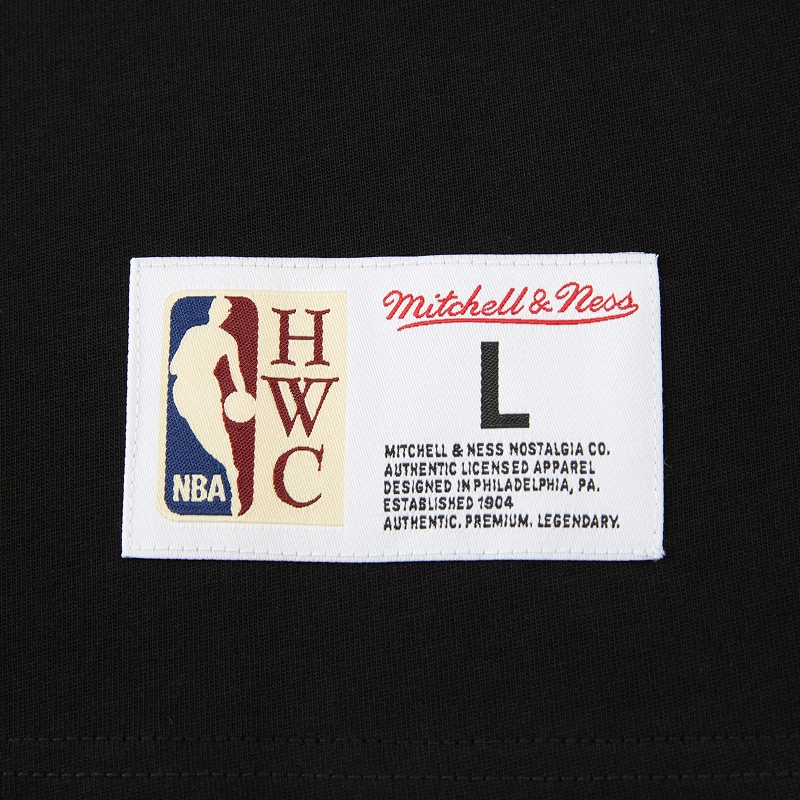 NBA
H
W
C
Mitchell & Ness
L
MITCHELL & NESS NOSTALGIA CO.
AUTHENTIC LICENSED APPAREL
DESIGNED IN PHILADELPHIA, PA.
ESTABLISHED 1904
AUTHENTIC. PREMIUM. LEGENDARY.